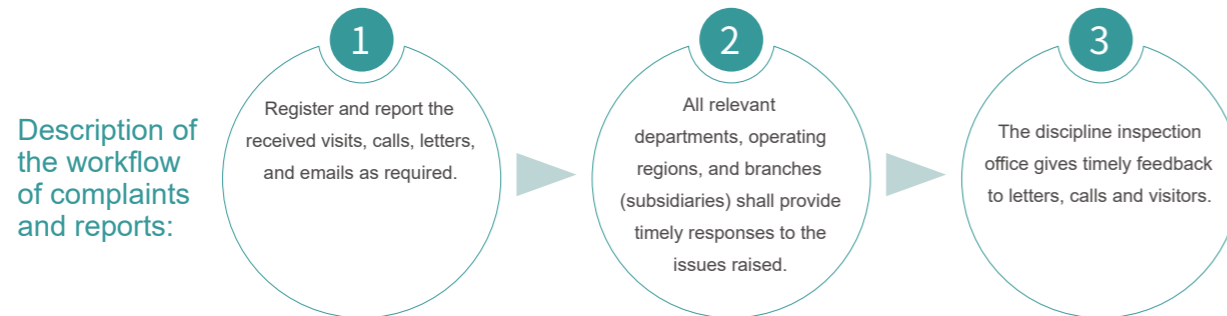 Description of
the workflow
of complaints
and reports:
1
Register and report the
received visits, calls, letters,
and emails as required.
2
All relevant
departments, operating
regions, and branches
(subsidiaries) shall provide
timely responses to the
issues raised.
3
The discipline inspection
office gives timely feedback
to letters, calls and visitors.